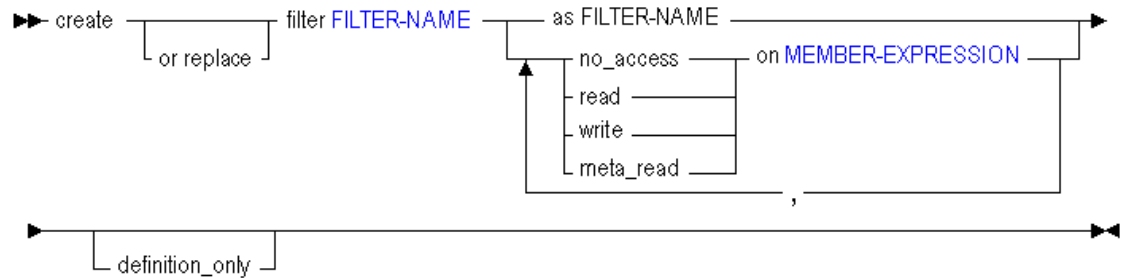 create filter FILTER-NAME as FILTER-NAME
or replace no_access on MEMBER-EXPRESSION
read
write
meta_read
,
definition_only